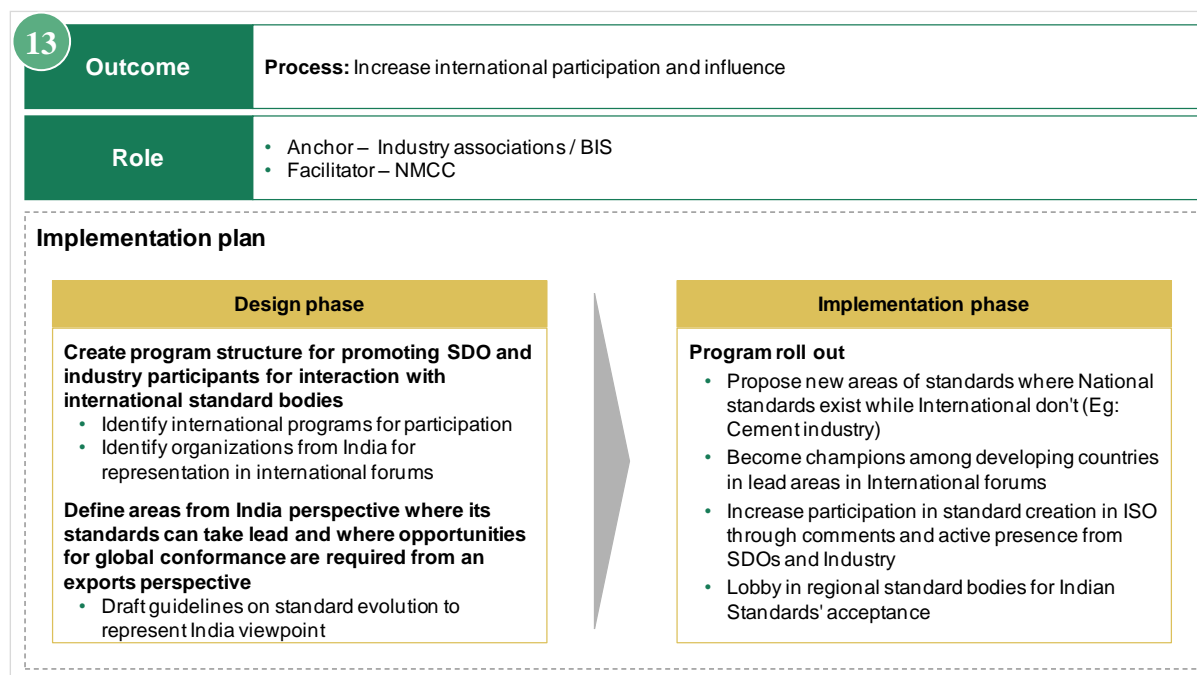 13
Outcome
Process: Increase international participation and influence
Role
• Anchor – Industry associations / BIS
• Facilitator – NMCC
Implementation plan
Design phase
Create program structure for promoting SDO and
industry participants for interaction with
international standard bodies
• Identify international programs for participation
• Identify organizations from India for
representation in international forums
Define areas from India perspective where its
standards can take lead and where opportunities
for global conformance are required from an
exports perspective
• Draft guidelines on standard evolution to
represent India viewpoint
Implementation phase
Program roll out
• Propose new areas of standards where National
standards exist while International don't (Eg:
Cement industry)
• Become champions among developing countries
in lead areas in International forums
• Increase participation in standard creation in ISO
through comments and active presence from
SDOs and Industry
• Lobby in regional standard bodies for Indian
Standards' acceptance